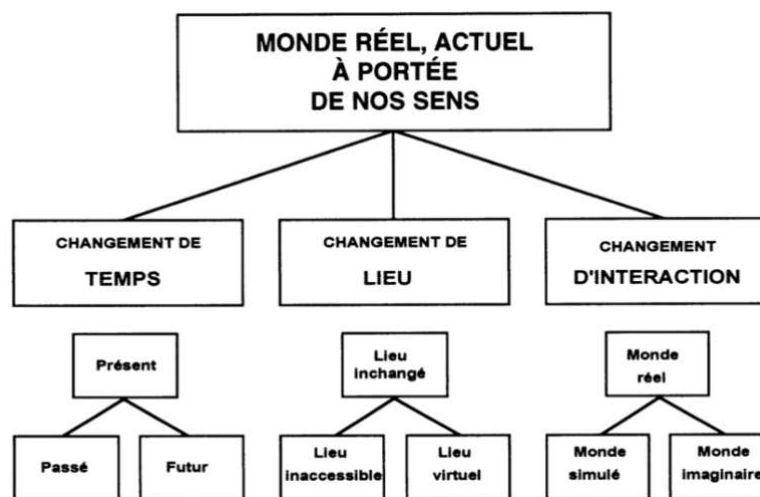 MONDE RÉEL, ACTUEL
À PORTÉE
DE NOS SENS
CHANGEMENT DE
TEMPS
CHANGEMENT DE
LIEU
CHANGEMENT
D'INTERACTION
Présent
Lieu
inchangé
Monde
réel
Passé
Futur
Lieu
inaccessible
Lieu
virtuel
Monde
simulé
Monde
imaginaire